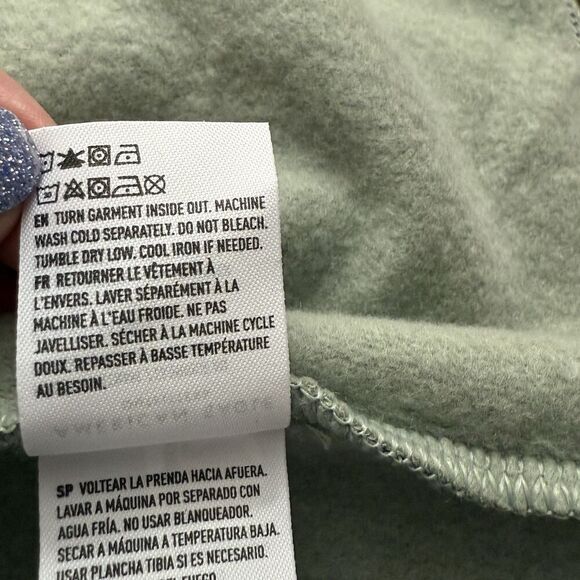 EN TURN GARMENT INSIDE OUT. MACHINE
WASH COLD SEPARATELY. DO NOT BLEACH.
TUMBLE DRY LOW. COOL IRON IF NEEDED.
FR RETOURNER LE VÊTEMENT À
L'ENVERS. LAVER SÉPARÉMENT À LA
MACHINE À L'EAU FROIDE. NE PAS
JAVELLISER. SÉCHER À LA MACHINE CYCLE
DOUX. REPASSER À BASSE TEMPÉRATURE
AU BESOIN.
SP VOLTEAR LA PRENDA HACIA AFUERA.
LAVAR A MÁQUINA POR SEPARADO CON
AGUA FRÍA. NO USAR BLANQUEADOR.
SECAR A MÁQUINA A TEMPERATURA BAJA.
USAR PLANCHA TIBIA SI ES NECESARIO.
FUEGO